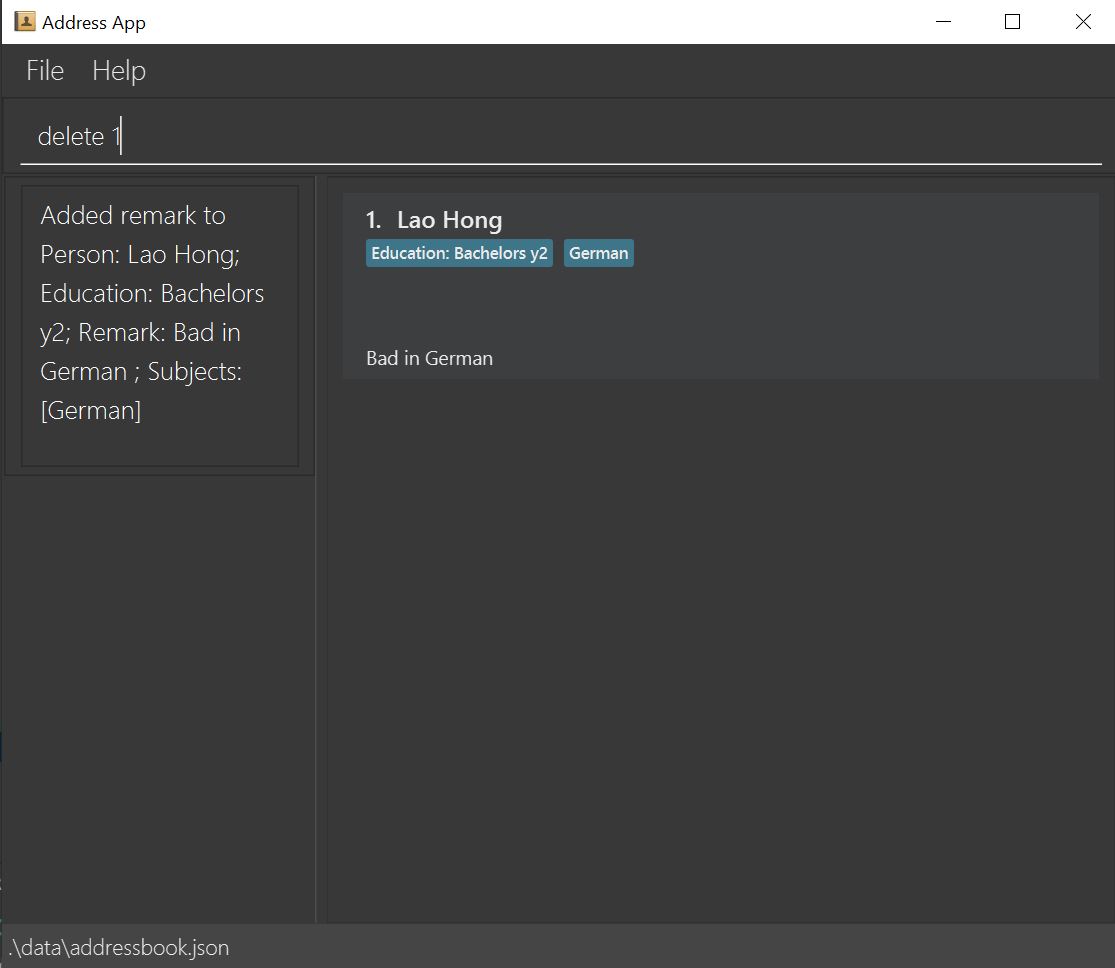 Address App
File Help
delete 1
Added remark to
Person: Lao Hong;
Education: Bachelors
y2; Remark: Bad in
German ; Subjects:
[German]
1. Lao Hong
Education: Bachelors y2 German
Bad in German
.\data\addressbook.json